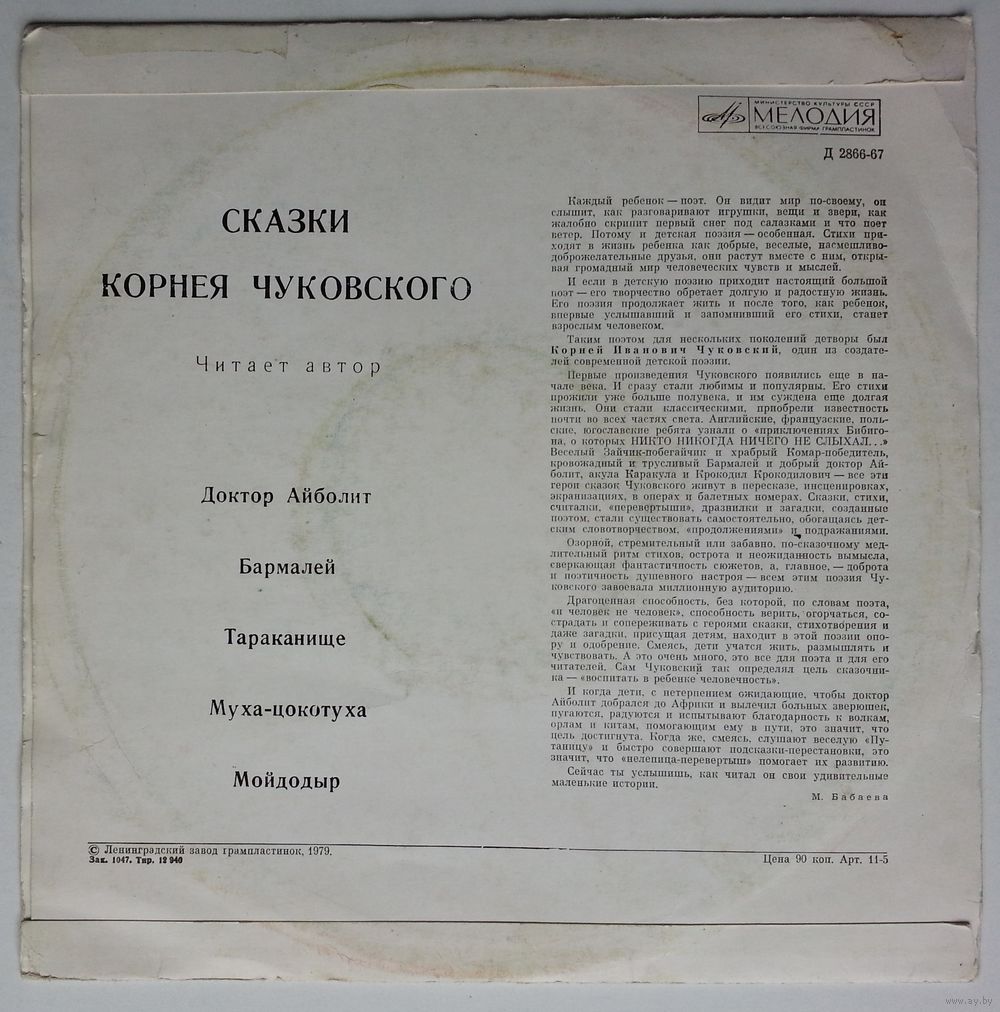 МИНИСТЕРСТВО КУЛЬТУРЫ СССР
МЕЛОДИЯ
ВСЕСОЮЗНАЯ ФИРМА ГРАМПЛАСТИНОК
Д 2866-67
СКАЗКИ
КОРНЕЯ ЧУКОВСКОГО
Читает автор
Доктор Айболит
Бармалей
Тараканище
Муха-цокотуха
Мойдодыр
Каждый ребенок — поэт. Он видит мир по-своему, он
слышит, как разговаривают игрушки, вещи и звери, как
жалобно скрипит первый снег под салазками и что поет
ветер. Потому и детская поэзия — особенная. Стихи при-
ходят в жизнь ребенка как добрые, веселые, насмешливо-
доброжелательные друзья, они растут вместе с ним, откры-
вая громадный мир человеческих чувств и мыслей.
И если в детскую поэзию приходит настоящий большой
поэт — его творчество обретает долгую и радостную жизнь.
Его поэзия продолжает жить и после того, как ребенок,
впервые услышавший и запомнивший его стихи, станет
взрослым человеком.
Таким поэтом для нескольких поколений детворы был
Корней Иванович Чуковский, один из создате-
лей современной детской поэзии.
Первые произведения Чуковского появились еще в на-
чале века. И сразу стали любимы и популярны. Его стихи
прожили уже больше полувека, и им суждена еще долгая
жизнь. Они стали классическими, приобрели известность
почти во всех частях света. Английские, французские, поль-
ские, югославские ребята узнали о «приключениях Бибиго-
на, о которых НИКТО НИКОГДА НИЧЕГО НЕ СЛЫХАЛ...»
Веселый Зайчик-побегайчик и храбрый Комар-победитель,
кровожадный и трусливый Бармалей и добрый доктор Ай-
болит, акула Каракула и Крокодил Крокодилович — все эти
герои сказок Чуковского живут в пересказе, инсценировках,
экранизациях, в операх и балетных номерах. Сказки, стихи,
считалки, «перевертыши», дразнилки и загадки, созданные
поэтом, стали существовать самостоятельно, обогащаясь дет-
ским словотворчеством, «продолжениями» и подражаниями.
Озорной, стремительный или забавно, по-сказочному мед-
лительный ритм стихов, острота и неожиданность вымысла,
сверкающая фантастичность сюжетов, а, главное, — доброта
и поэтичность душевного настроя — всем этим поэзия Чу-
ковского завоевала миллионную аудиторию.
Драгоценная способность, без которой, по словам поэта,
«и человек не человек», способность верить, огорчаться, со-
страдать и сопереживать с героями сказки, стихотворения и
даже загадки, присущая детям, находит в этой поэзии опо-
ру и одобрение. Смеясь, дети учатся жить, размышлять и
чувствовать. А это очень много, это все для поэта и для его
читателей. Сам Чуковский так определял цель сказочни-
ка — «воспитать в ребенке человечность».
И когда дети, с нетерпением ожидающие, чтобы доктор
Айболит добрался до Африки и вылечил больных зверюшек,
пугаются, радуются и испытывают благодарность к волкам,
орлам и китам, помогающим ему в пути, это значит, что
цель достигнута. Когда же, смеясь, слушают веселую «Пу-
таницу» и быстро совершают подсказки-перестановки, это
значит, что «нелепица-перевертыш» помогает их развитию.
Сейчас ты услышишь, как читал он свои удивительные
маленькие истории.
М. Бабаева
© Ленинградский завод грампластинок, 1979.
Зак. 1047. Тир. 12 940
Цена 90 коп. Арт. 11-5
www.ay.by